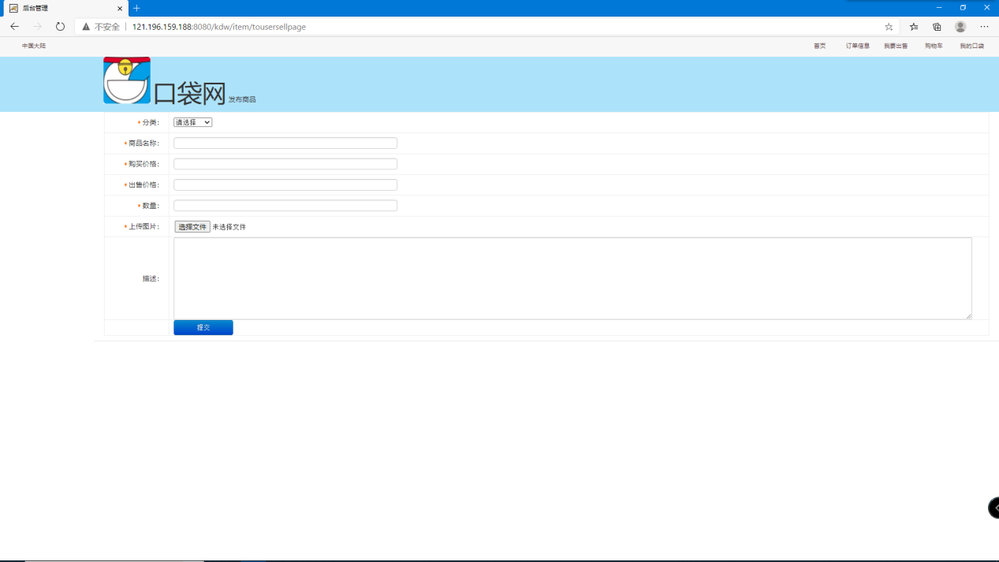 后台管理
不安全 121.196.159.188:8080/kdw/item/tousersellpage
中国大陆 首页 订单信息 我要出售 购物车 我的口袋
口袋网 发布商品
*分类： 请选择
*商品名称：
*购买价格：
*出售价格：
*数量：
*上传图片： 选择文件 未选择文件
描述：
提交